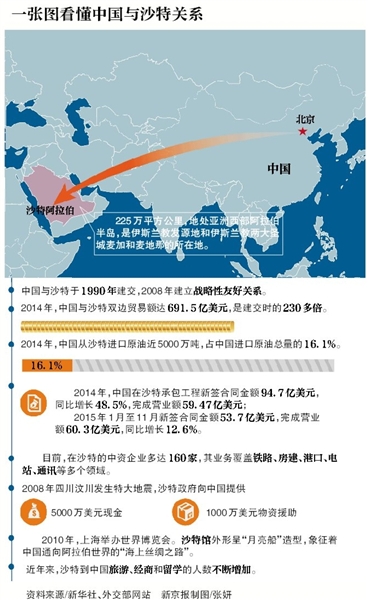 一张图看懂中国与沙特关系
北京
中国
沙特阿拉伯
225万平方公里,地处亚洲西部阿拉伯
半岛,是伊斯兰教发源地和伊斯兰教两大圣
城麦加和麦地那的所在地。
中国与沙特于1990年建交,2008年建立战略性友好关系。
2014年,中国与沙特双边贸易额达691.5亿美元,是建交时的230多倍。
2014年,中国从沙特进口原油近5000万吨,占中国进口原油总量的16.1%。
16.1%
2014年,中国在沙特承包工程新签合同金额94.7亿美元,
同比增长48.5%,完成营业额59.47亿美元;
2015年1月至11月新签合同金额53.7亿美元,完成营业
额60.3亿美元,同比增长12.6%。
目前,在沙特的中资企业多达160家,其业务覆盖铁路、房建、港口、电
站、通讯等多个领域。
2008年四川汶川发生特大地震,沙特政府向中国提供
5000万美元现金
1000万美元物资援助
2010年,上海举办世界博览会。沙特馆外形呈“月亮船”造型,象征着
中国通向阿拉伯世界的“海上丝绸之路”。
近年来,沙特到中国旅游、经商和留学的人数不断增加。
资料来源/新华社、外交部网站 新京报制图/张妍